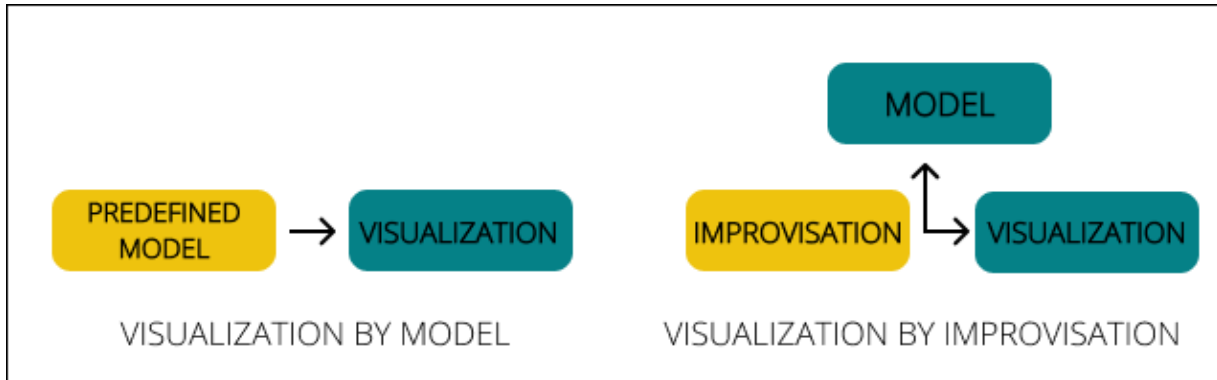 MODEL
PREDEFINED
MODEL
VISUALIZATION
IMPROVISATION
VISUALIZATION
VISUALIZATION BY MODEL
VISUALIZATION BY IMPROVISATION